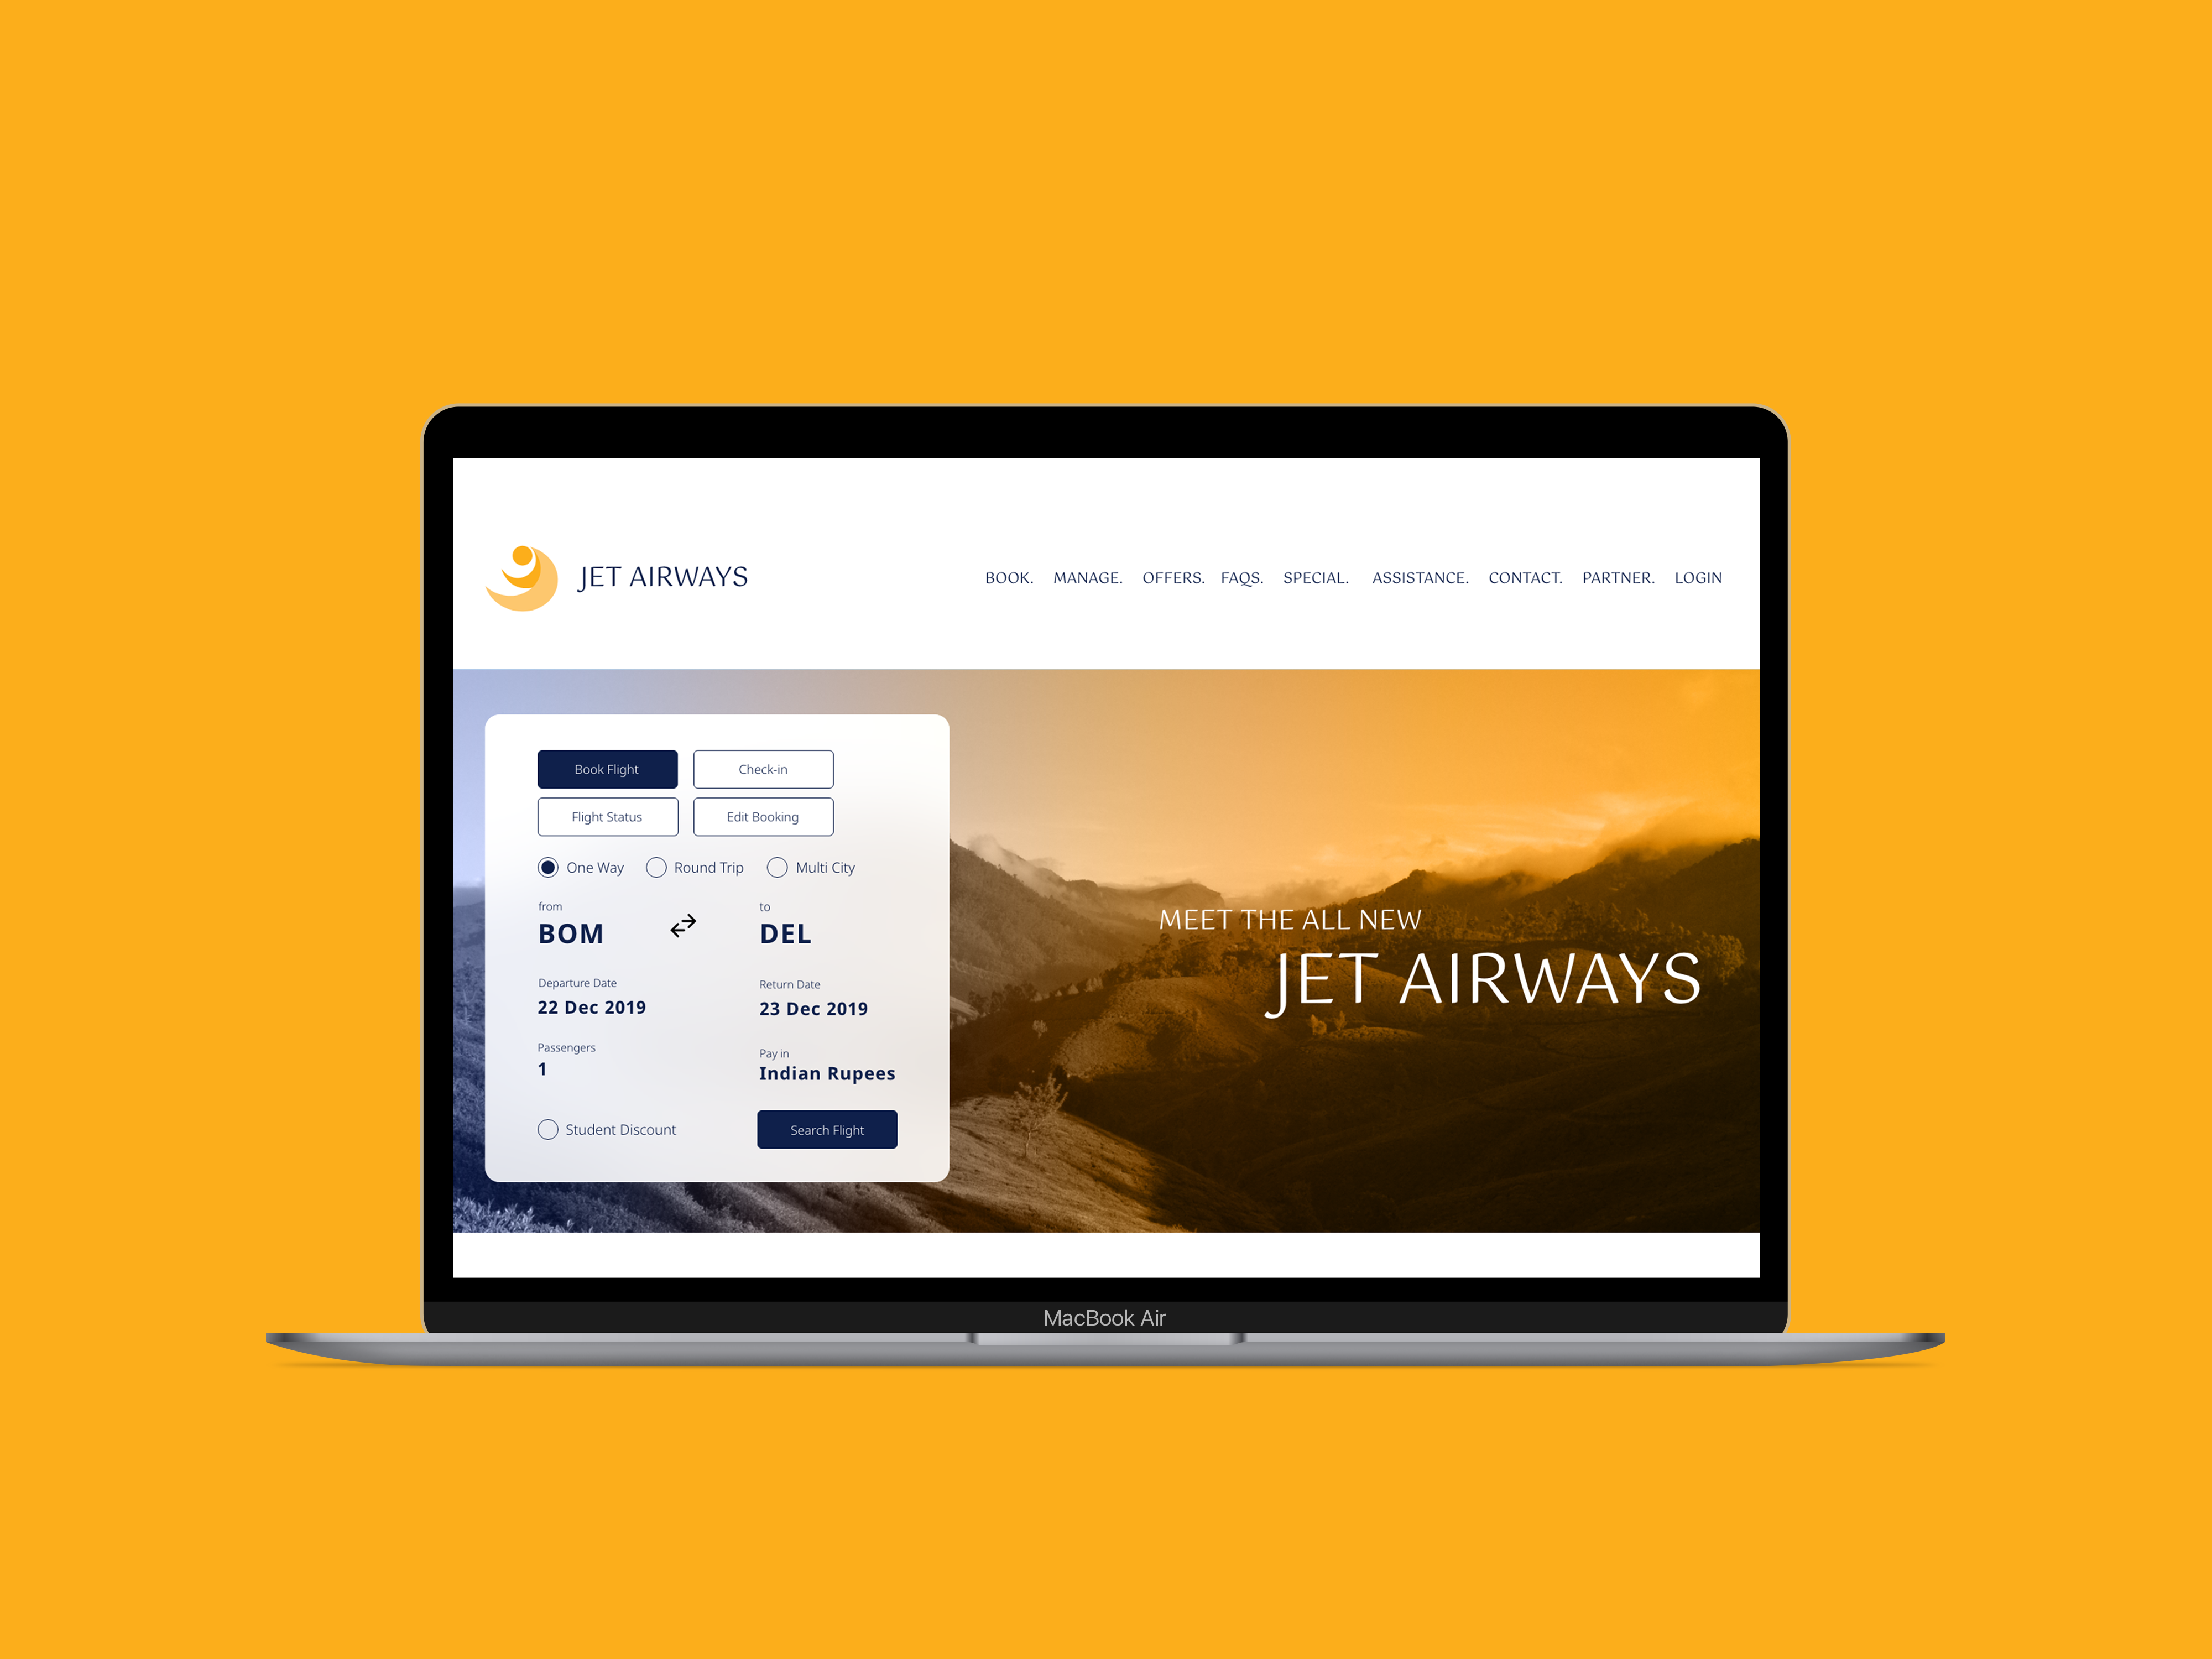 JET AIRWAYS
BOOK. MANAGE. OFFERS. FAQS. SPECIAL. ASSISTANCE. CONTACT. PARTNER. LOGIN
Book Flight
Check-in
Flight Status
Edit Booking
One Way
Round Trip
Multi City
from
BOM
to
DEL
Departure Date
22 Dec 2019
Return Date
23 Dec 2019
Passengers
1
Pay in
Indian Rupees
Student Discount
Search Flight
MEET THE ALL NEW
JET AIRWAYS
MacBook Air